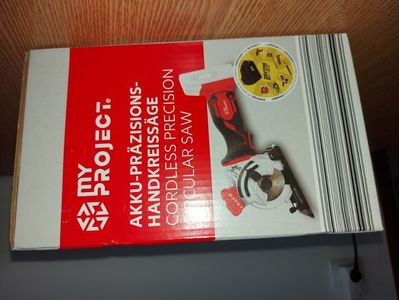 MY
PROJECT®
AKKU-PRÄZISIONS-
HANDKREISSÄGE
CORDLESS PRECISION
CIRCULAR SAW